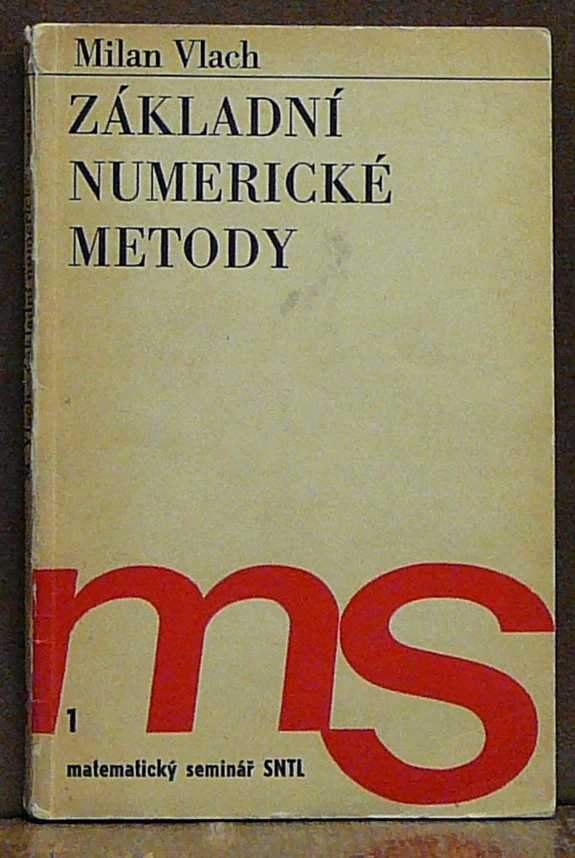 Milan Vlach
ZÁKLADNÍ
NUMERICKÉ
METODY
ms
1
matematický seminář SNTL